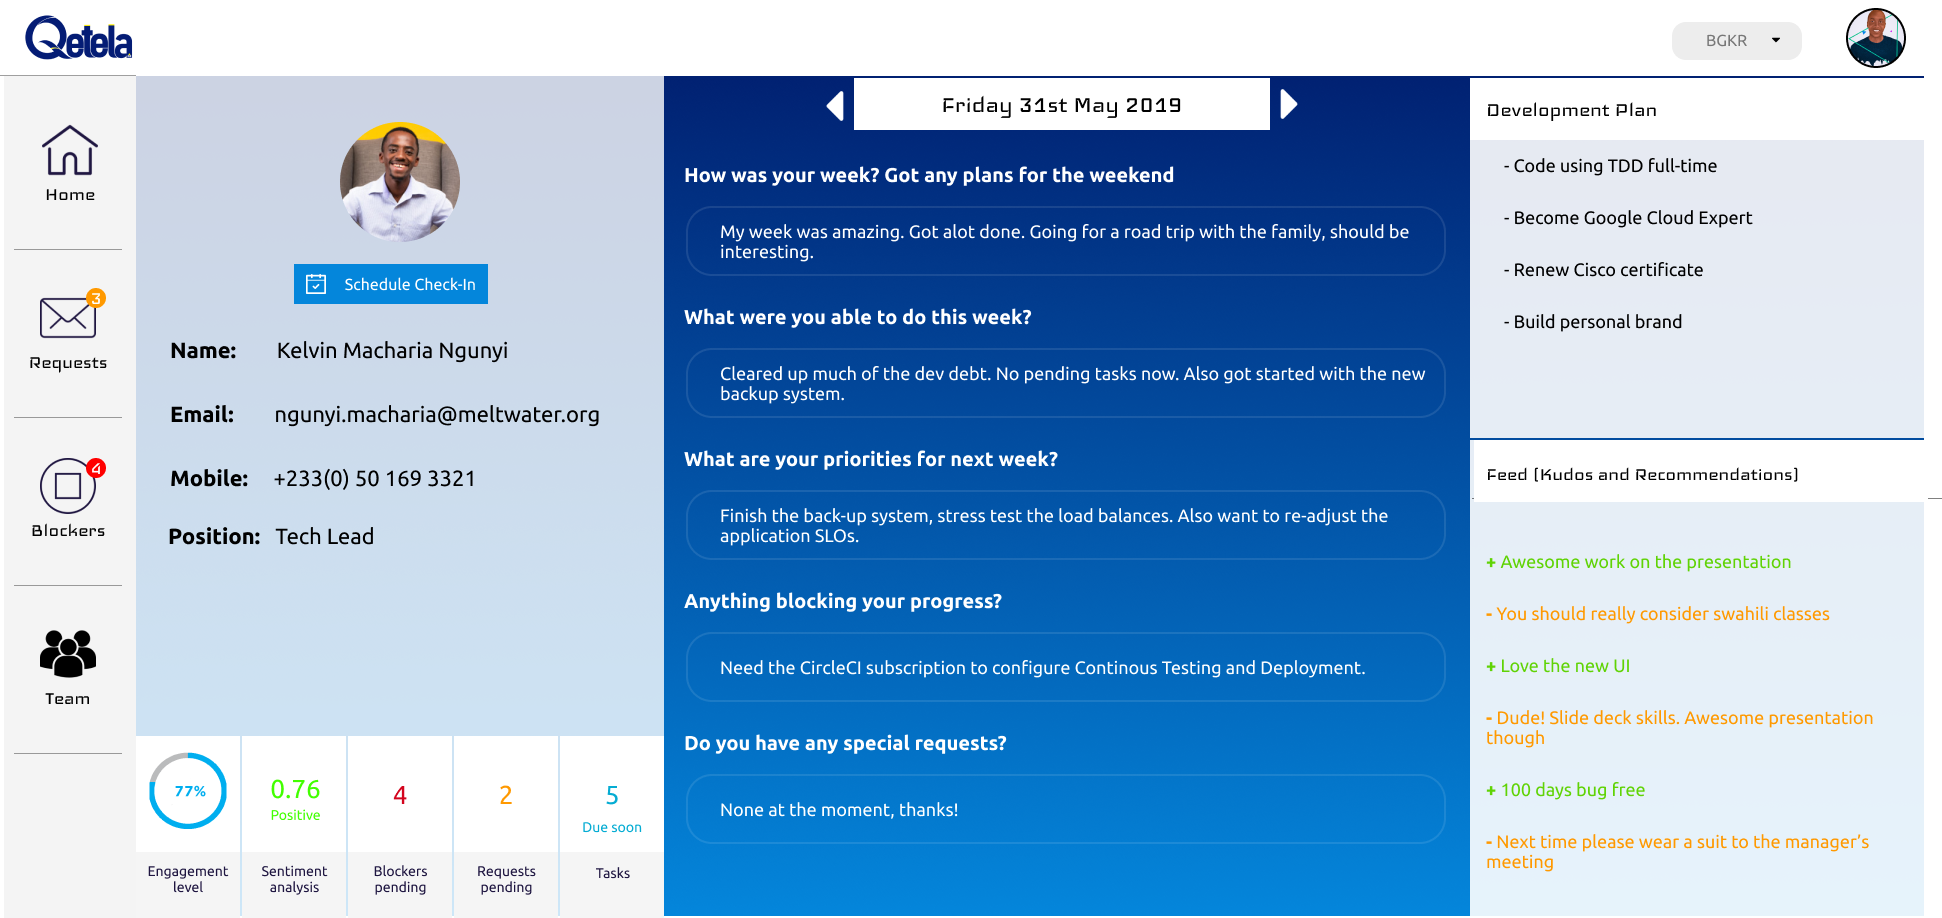 Qetela
BGKR
Home
3
Requests
4
Blockers
Team
Schedule Check-In
Name: Kelvin Macharia Ngunyi
Email: ngunyi.macharia@meltwater.org
Mobile: +233(0) 50 169 3321
Position: Tech Lead
77%
Engagement
level
0.76
Positive
Sentiment
analysis
4
Blockers
pending
2
Requests
pending
5
Due soon
Tasks
Friday 31st May 2019
How was your week? Got any plans for the weekend
My week was amazing. Got alot done. Going for a road trip with the family, should be
interesting.
What were you able to do this week?
Cleared up much of the dev debt. No pending tasks now. Also got started with the new
backup system.
What are your priorities for next week?
Finish the back-up system, stress test the load balances. Also want to re-adjust the
application SLOs.
Anything blocking your progress?
Need the CircleCI subscription to configure Continous Testing and Deployment.
Do you have any special requests?
None at the moment, thanks!
Development Plan
- Code using TDD full-time
- Become Google Cloud Expert
- Renew Cisco certificate
- Build personal brand
Feed (Kudos and Recommendations)
+ Awesome work on the presentation
- You should really consider swahili classes
+ Love the new UI
- Dude! Slide deck skills. Awesome presentation
though
+ 100 days bug free
- Next time please wear a suit to the manager’s
meeting